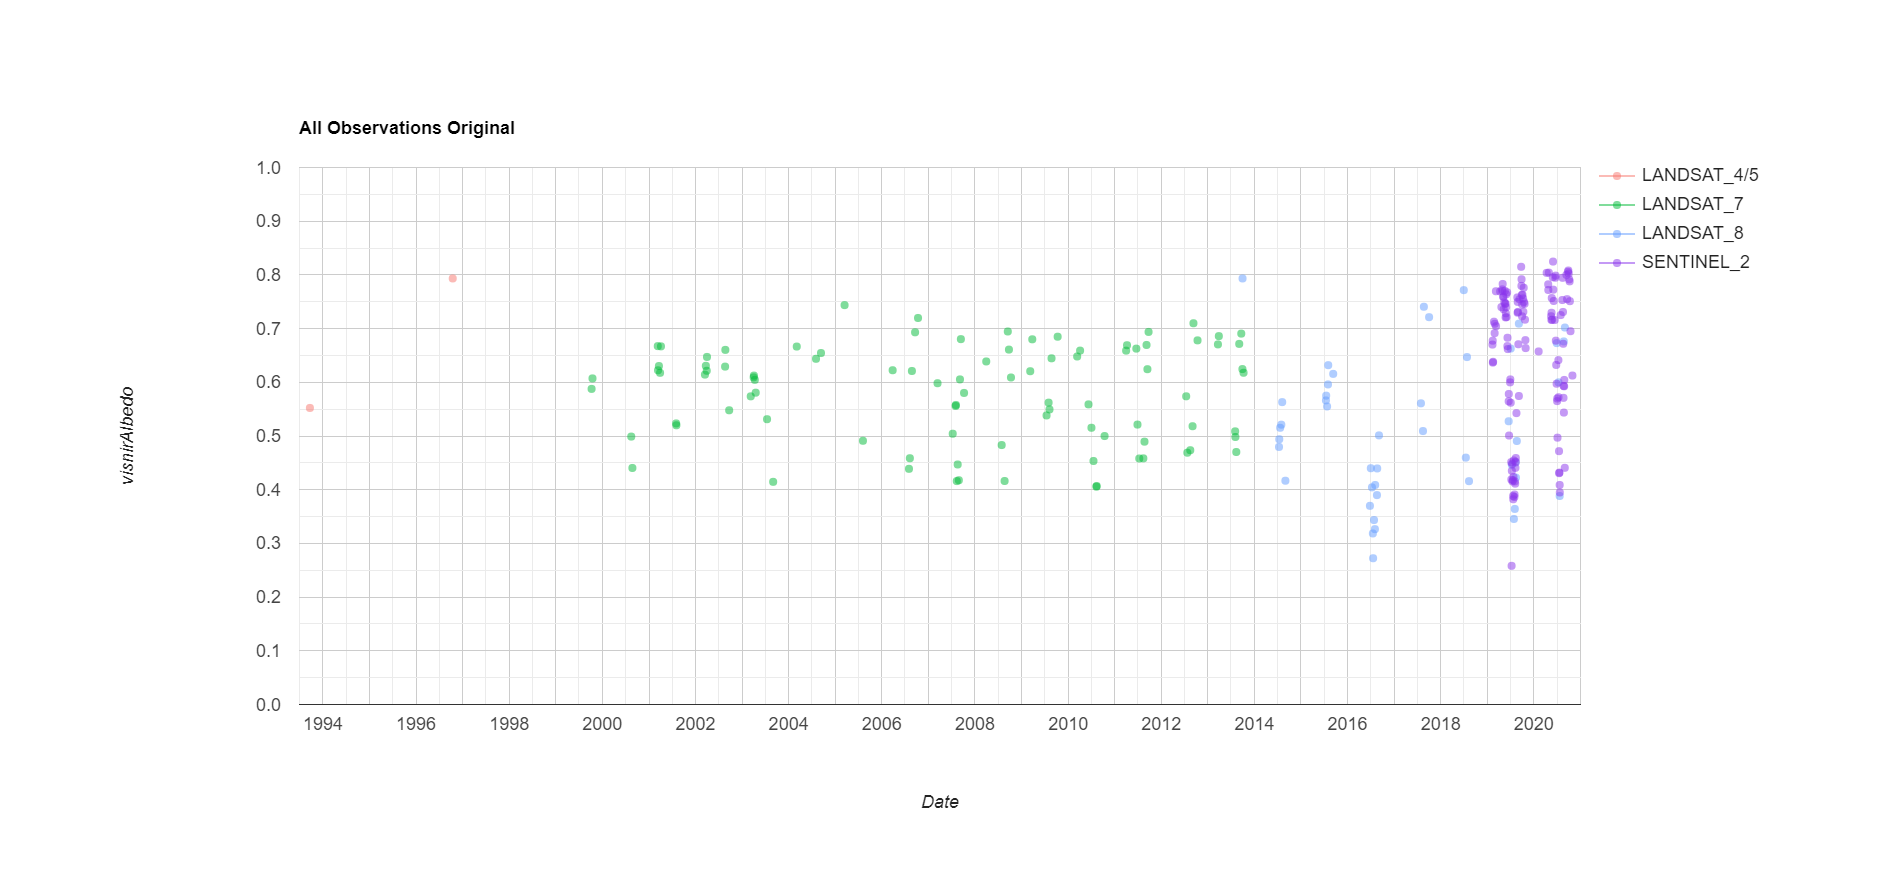 All Observations Original
1.0
0.9
0.8
0.7
0.6
0.5
0.4
0.3
0.2
0.1
0.0
visnirAlbedo
1994 1996 1998 2000 2002 2004 2006 2008 2010 2012 2014 2016 2018 2020
Date
LANDSAT_4/5
LANDSAT_7
LANDSAT_8
SENTINEL_2